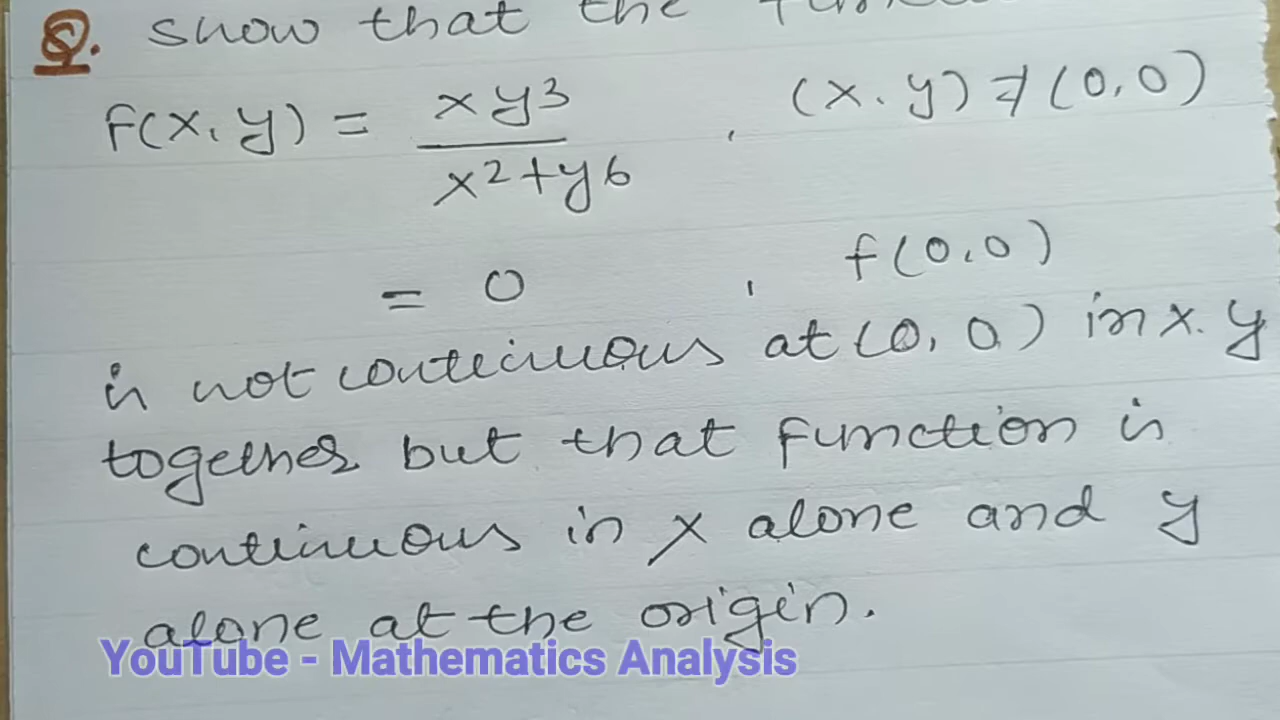 Q. show that the
f(x, y) = xy3 / x2+y6 , (x. y) ≠ (0,0)
= 0 , f(0,0)
is not continuous at (0, 0) in x. y
together but that function is
continuous in x alone and y
alone at the origin.
YouTube - Mathematics Analysis